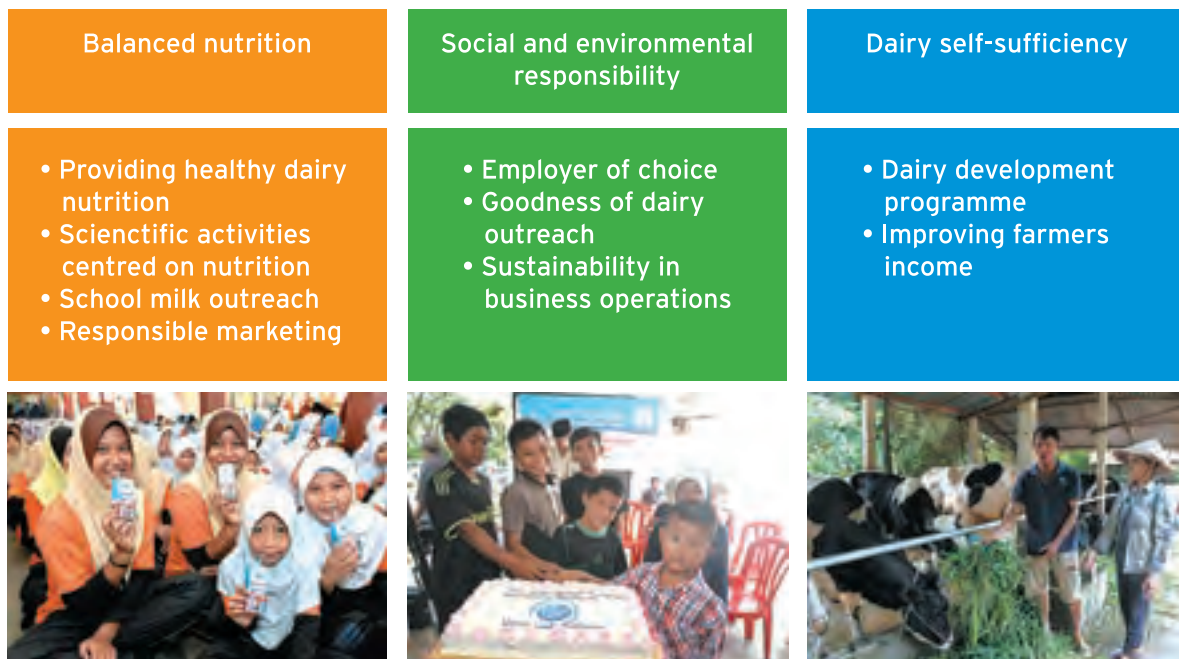 Balanced nutrition
Social and environmental
responsibility
Dairy self-sufficiency
• Providing healthy dairy
nutrition
• Scienctific activities
centred on nutrition
• School milk outreach
• Responsible marketing
• Employer of choice
• Goodness of dairy
outreach
• Sustainability in
business operations
• Dairy development
programme
• Improving farmers
income